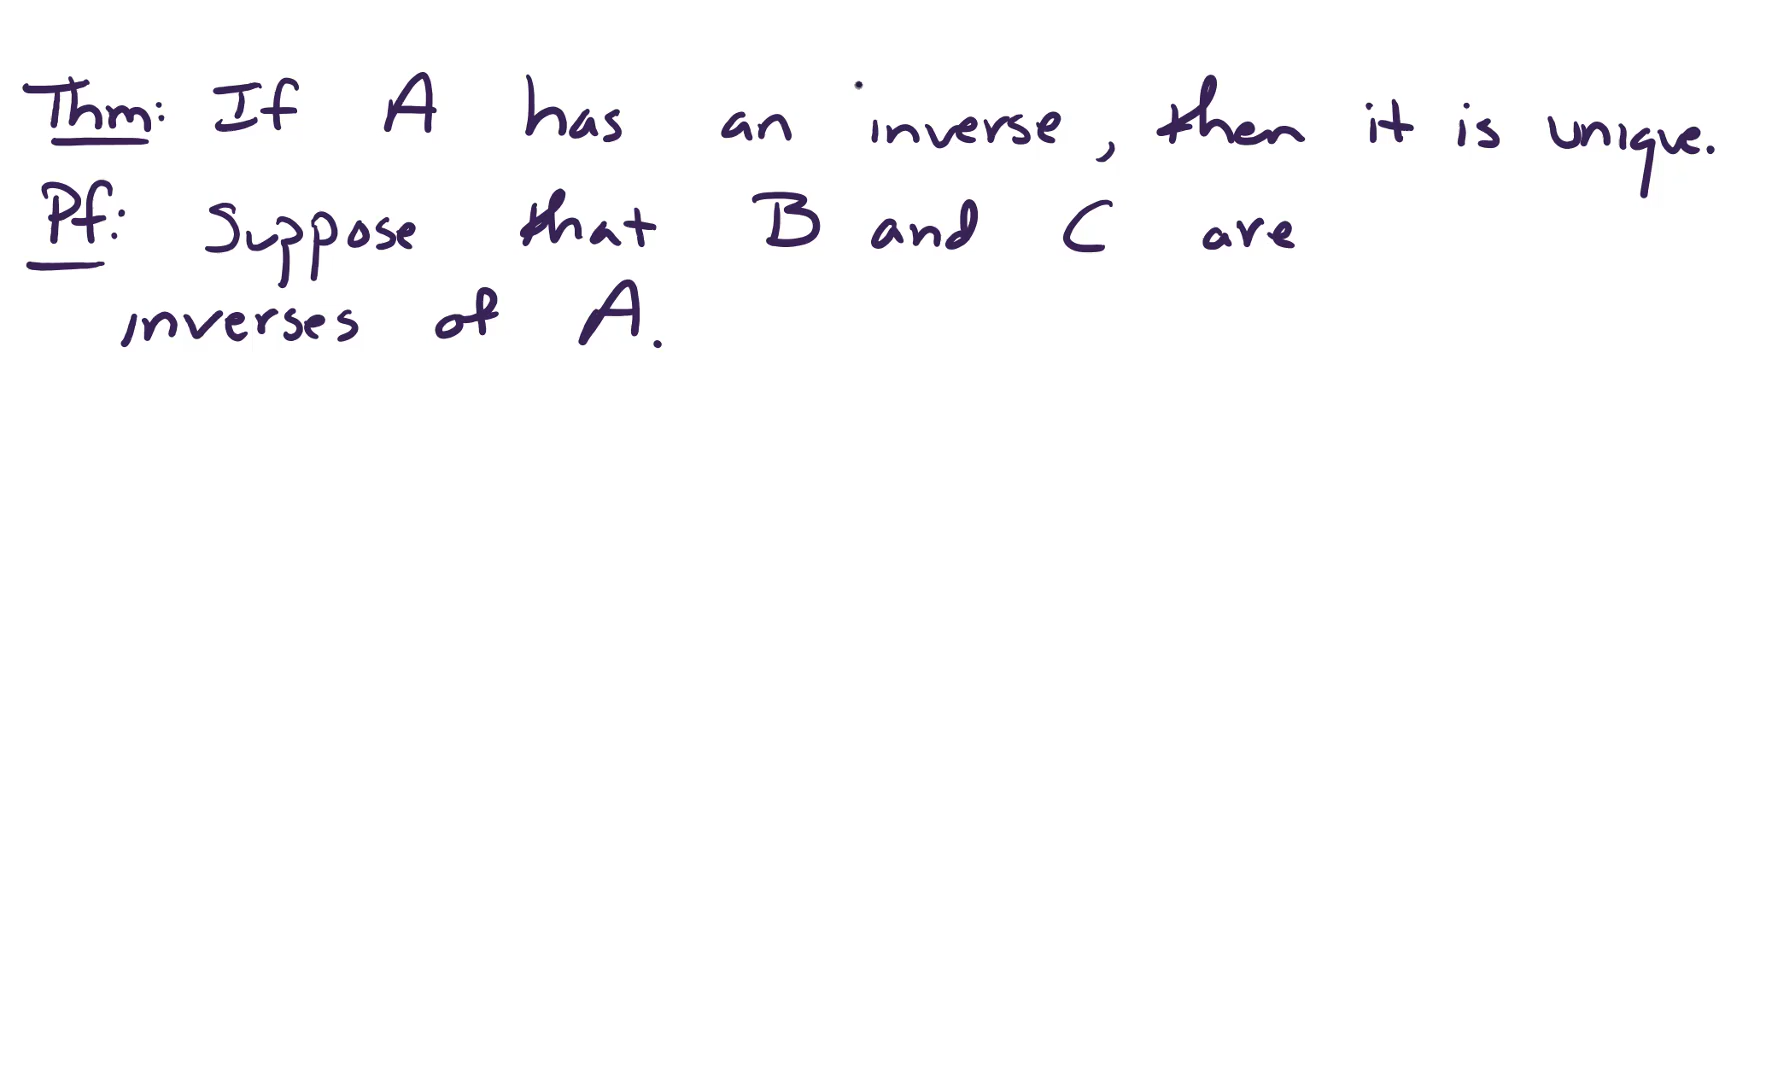 Thm: If A has an inverse, then it is unique.
Pf: Suppose that B and C are
inverses of A.